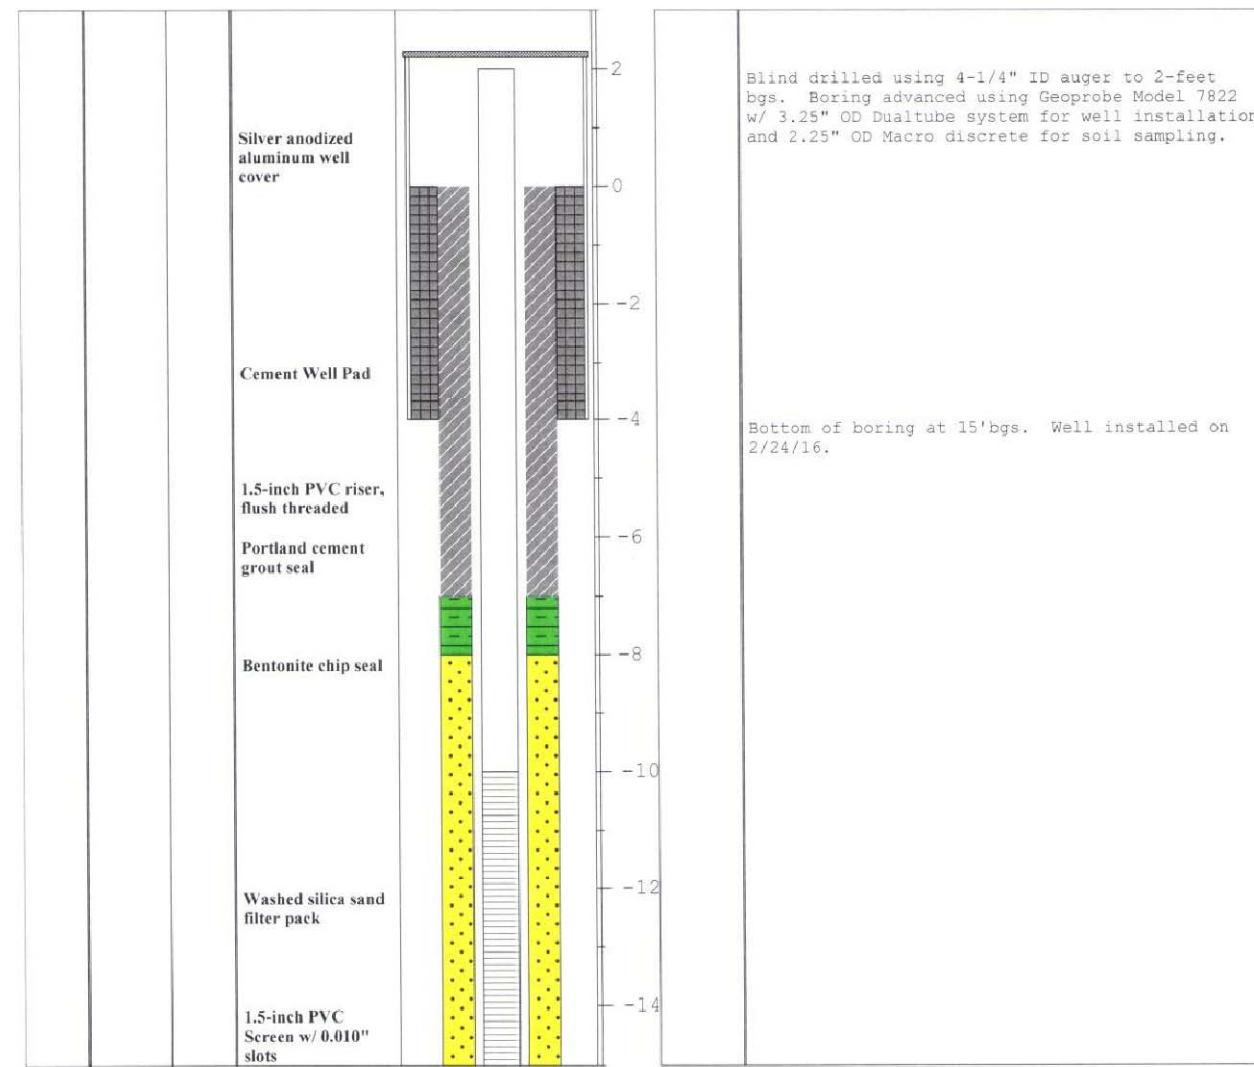 Silver anodized
aluminum well
cover
Cement Well Pad
1.5-inch PVC riser,
flush threaded
Portland cement
grout seal
Bentonite chip seal
Washed silica sand
filter pack
1.5-inch PVC
Screen w/ 0.010"
slots
2
0
-2
-4
-6
-8
-10
-12
-14
Blind drilled using 4-1/4" ID auger to 2-feet
bgs. Boring advanced using Geoprobe Model 7822
w/ 3.25" OD Dualtube system for well installation
and 2.25" OD Macro discrete for soil sampling.
Bottom of boring at 15'bgs. Well installed on
2/24/16.